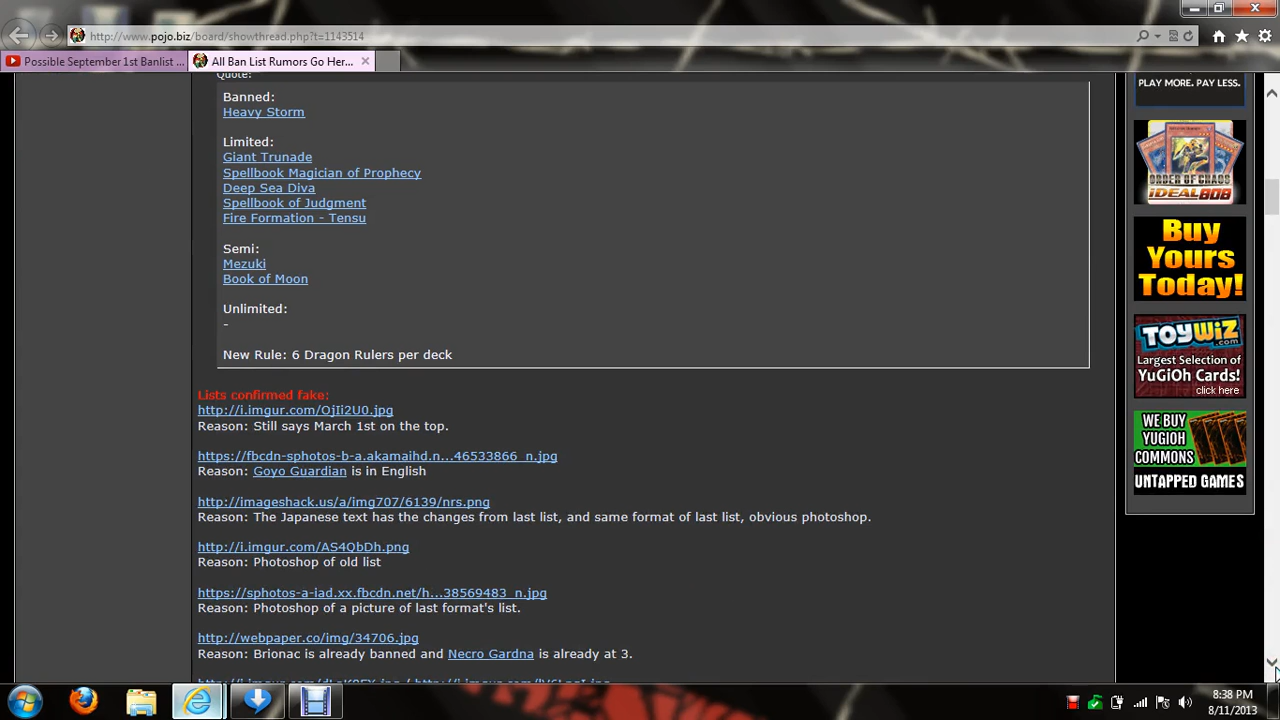 http://www.pojo.biz/board/showthread.php?t=1143514
Possible September 1st Banlist ...
All Ban List Rumors Go Her...
Quote:
Banned:
Heavy Storm
Limited:
Giant Trunade
Spellbook Magician of Prophecy
Deep Sea Diva
Spellbook of Judgment
Fire Formation - Tensu
Semi:
Mezuki
Book of Moon
Unlimited:
-
New Rule: 6 Dragon Rulers per deck
Lists confirmed fake:
http://i.imgur.com/OjIi2U0.jpg
Reason: Still says March 1st on the top.
https://fbcdn-sphotos-b-a.akamaihd.n...46533866_n.jpg
Reason: Goyo Guardian is in English
http://imageshack.us/a/img707/6139/nrs.png
Reason: The Japanese text has the changes from last list, and same format of last list, obvious photoshop.
http://i.imgur.com/AS4QbDh.png
Reason: Photoshop of old list
https://sphotos-a-iad.xx.fbcdn.net/h...38569483_n.jpg
Reason: Photoshop of a picture of last format's list.
http://webpaper.co/img/34706.jpg
Reason: Brionac is already banned and Necro Gardna is already at 3.
PLAY MORE. PAY LESS.
ORDER OF CHAOS
IDEAL808
Buy
Yours
Today!
TOYWIZ
.com
Largest Selection of
YuGiOh Cards!
click here
WE BUY
YUGIOH
COMMONS
UNTAPPED GAMES
8:38 PM
8/11/2013